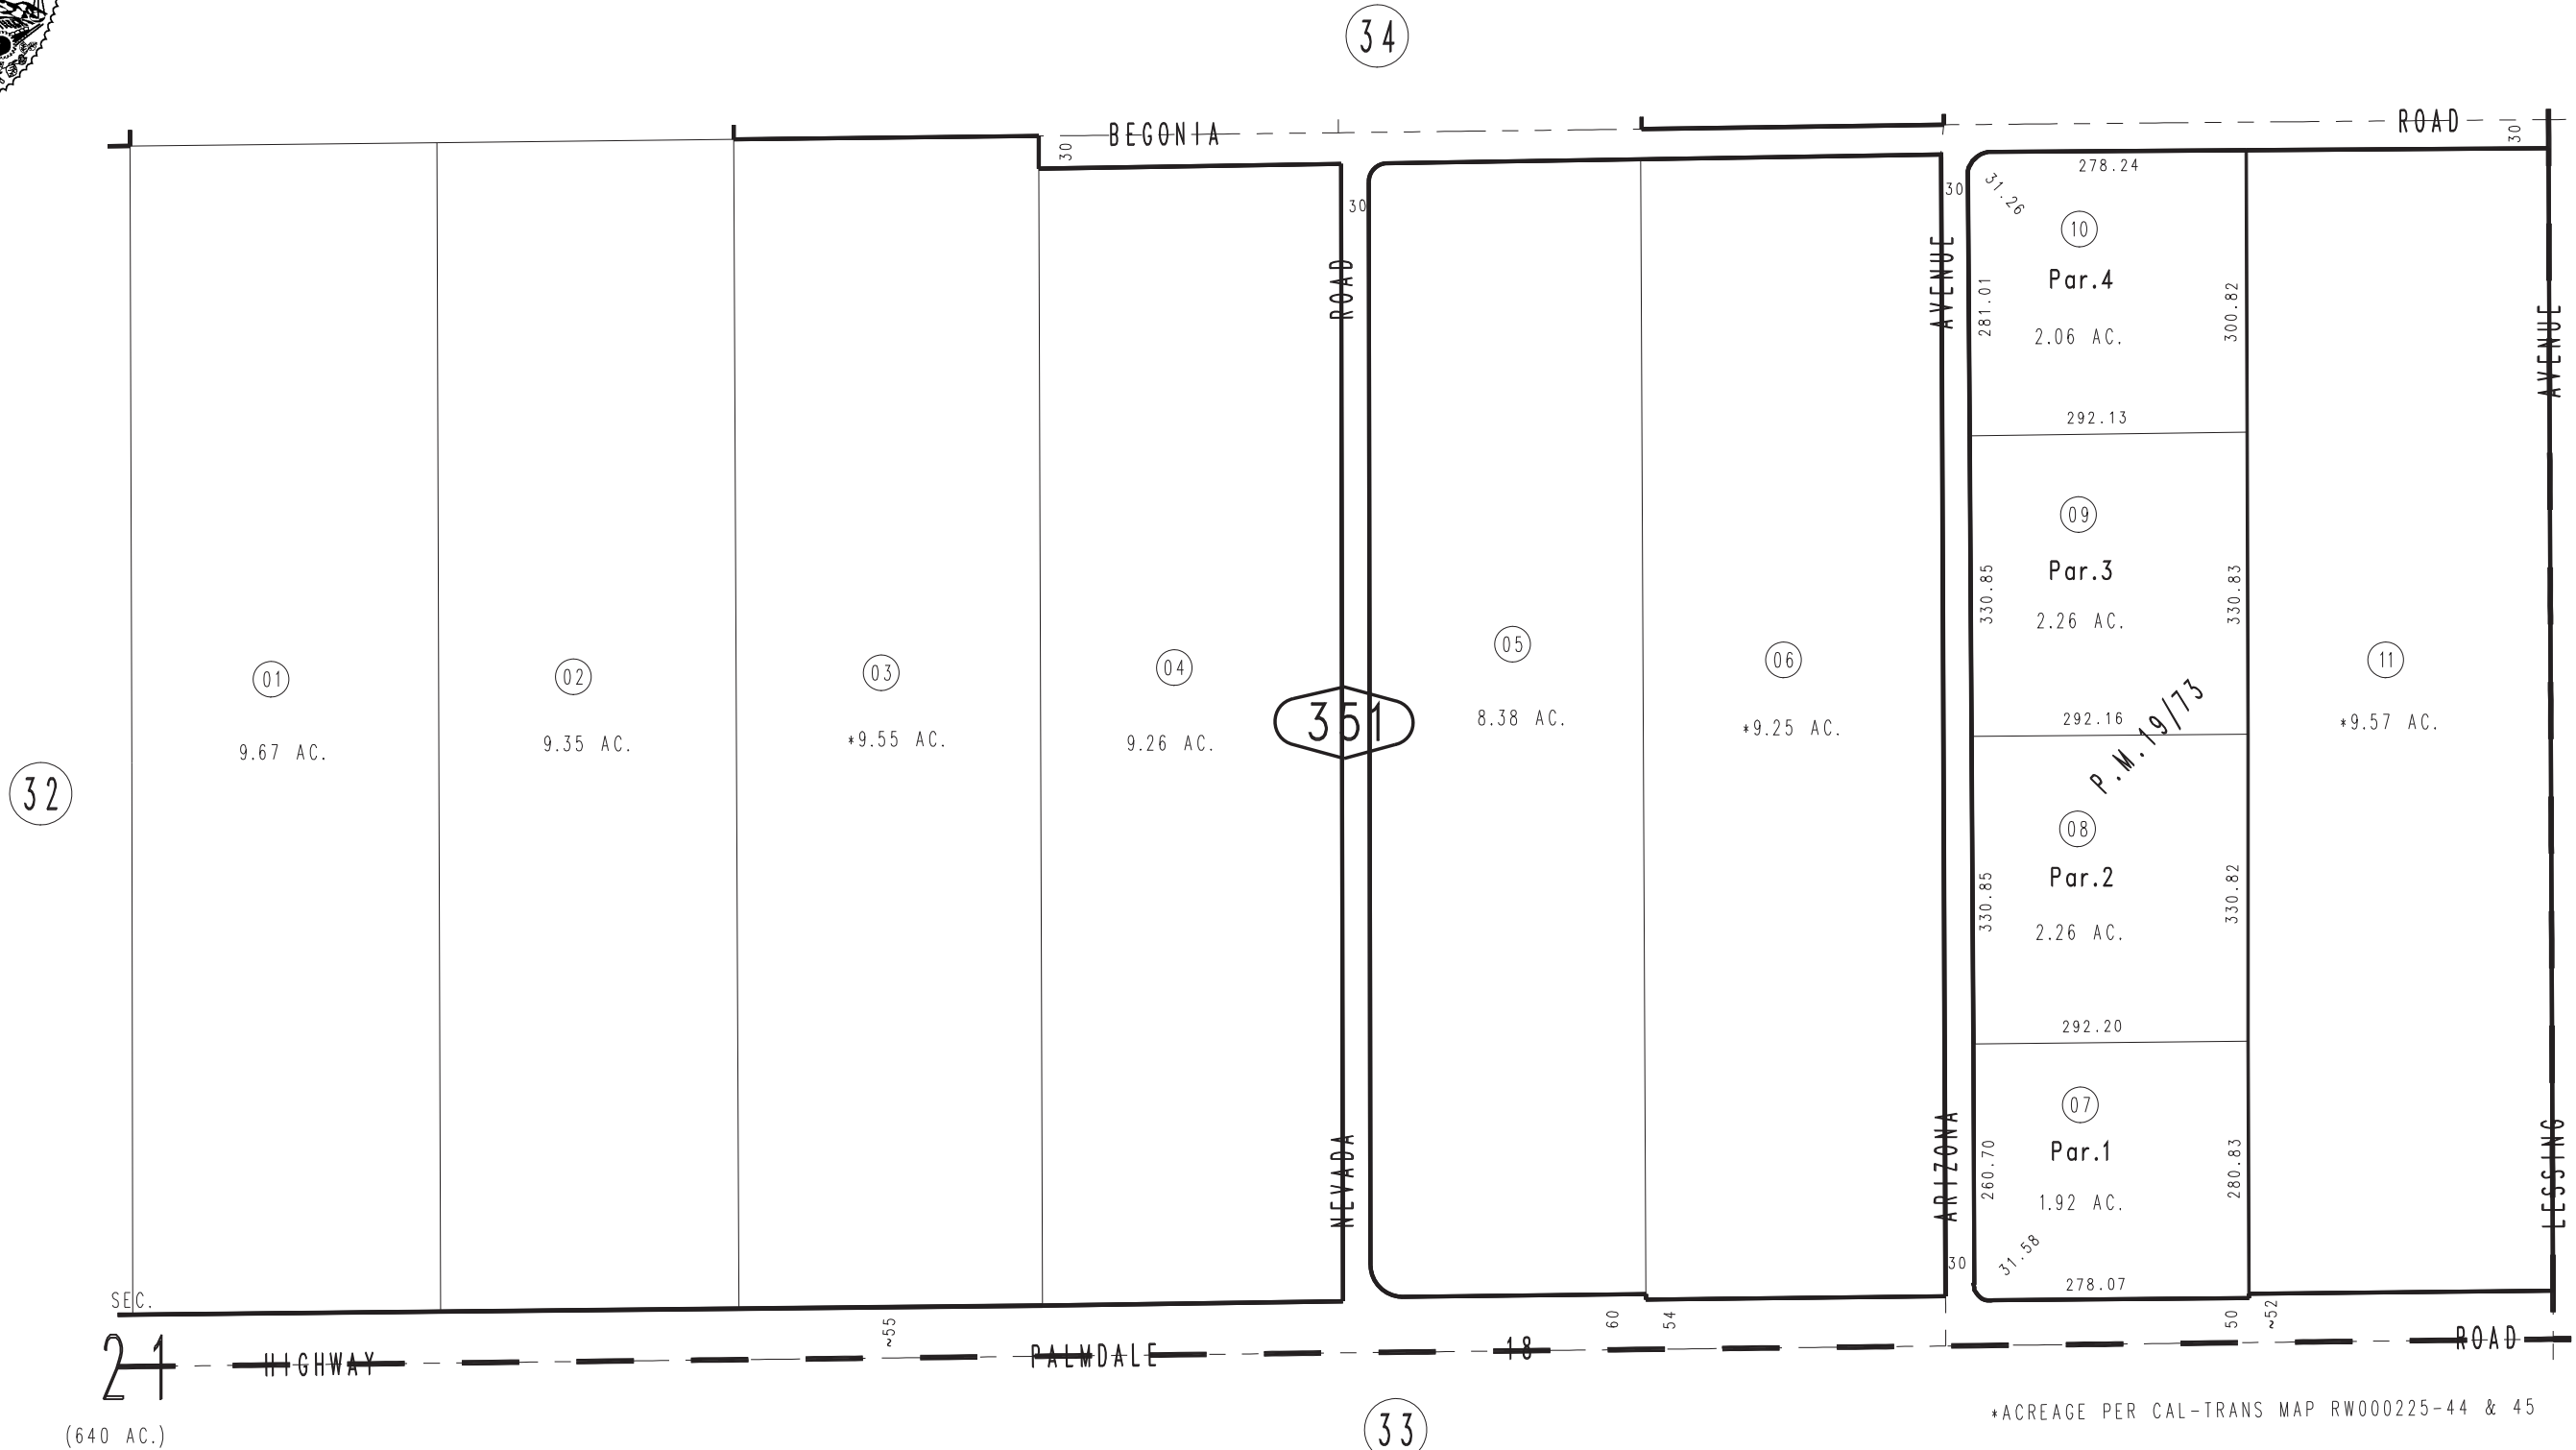 34
BEGONIA
ROAD
30
30
278.24
31.26
30
30
ROAD
AVENUE
AVENUE
10
Par.4
2.06 AC.
281.01
300.82
292.13
09
Par.3
2.26 AC.
330.85
330.83
292.16
P.M.19/73
01
9.67 AC.
02
9.35 AC.
03
*9.55 AC.
04
9.26 AC.
351
05
8.38 AC.
06
*9.25 AC.
11
*9.57 AC.
32
08
Par.2
2.26 AC.
330.85
330.82
292.20
07
Par.1
1.92 AC.
260.70
280.83
31.58
278.07
NEVADA
ARIZONA
LESSING
30
SEC.
21
(640 AC.)
~55
60
54
50
~52
HIGHWAY
PALMDALE
18
ROAD
33
*ACREAGE PER CAL-TRANS MAP RW000225-44 & 45